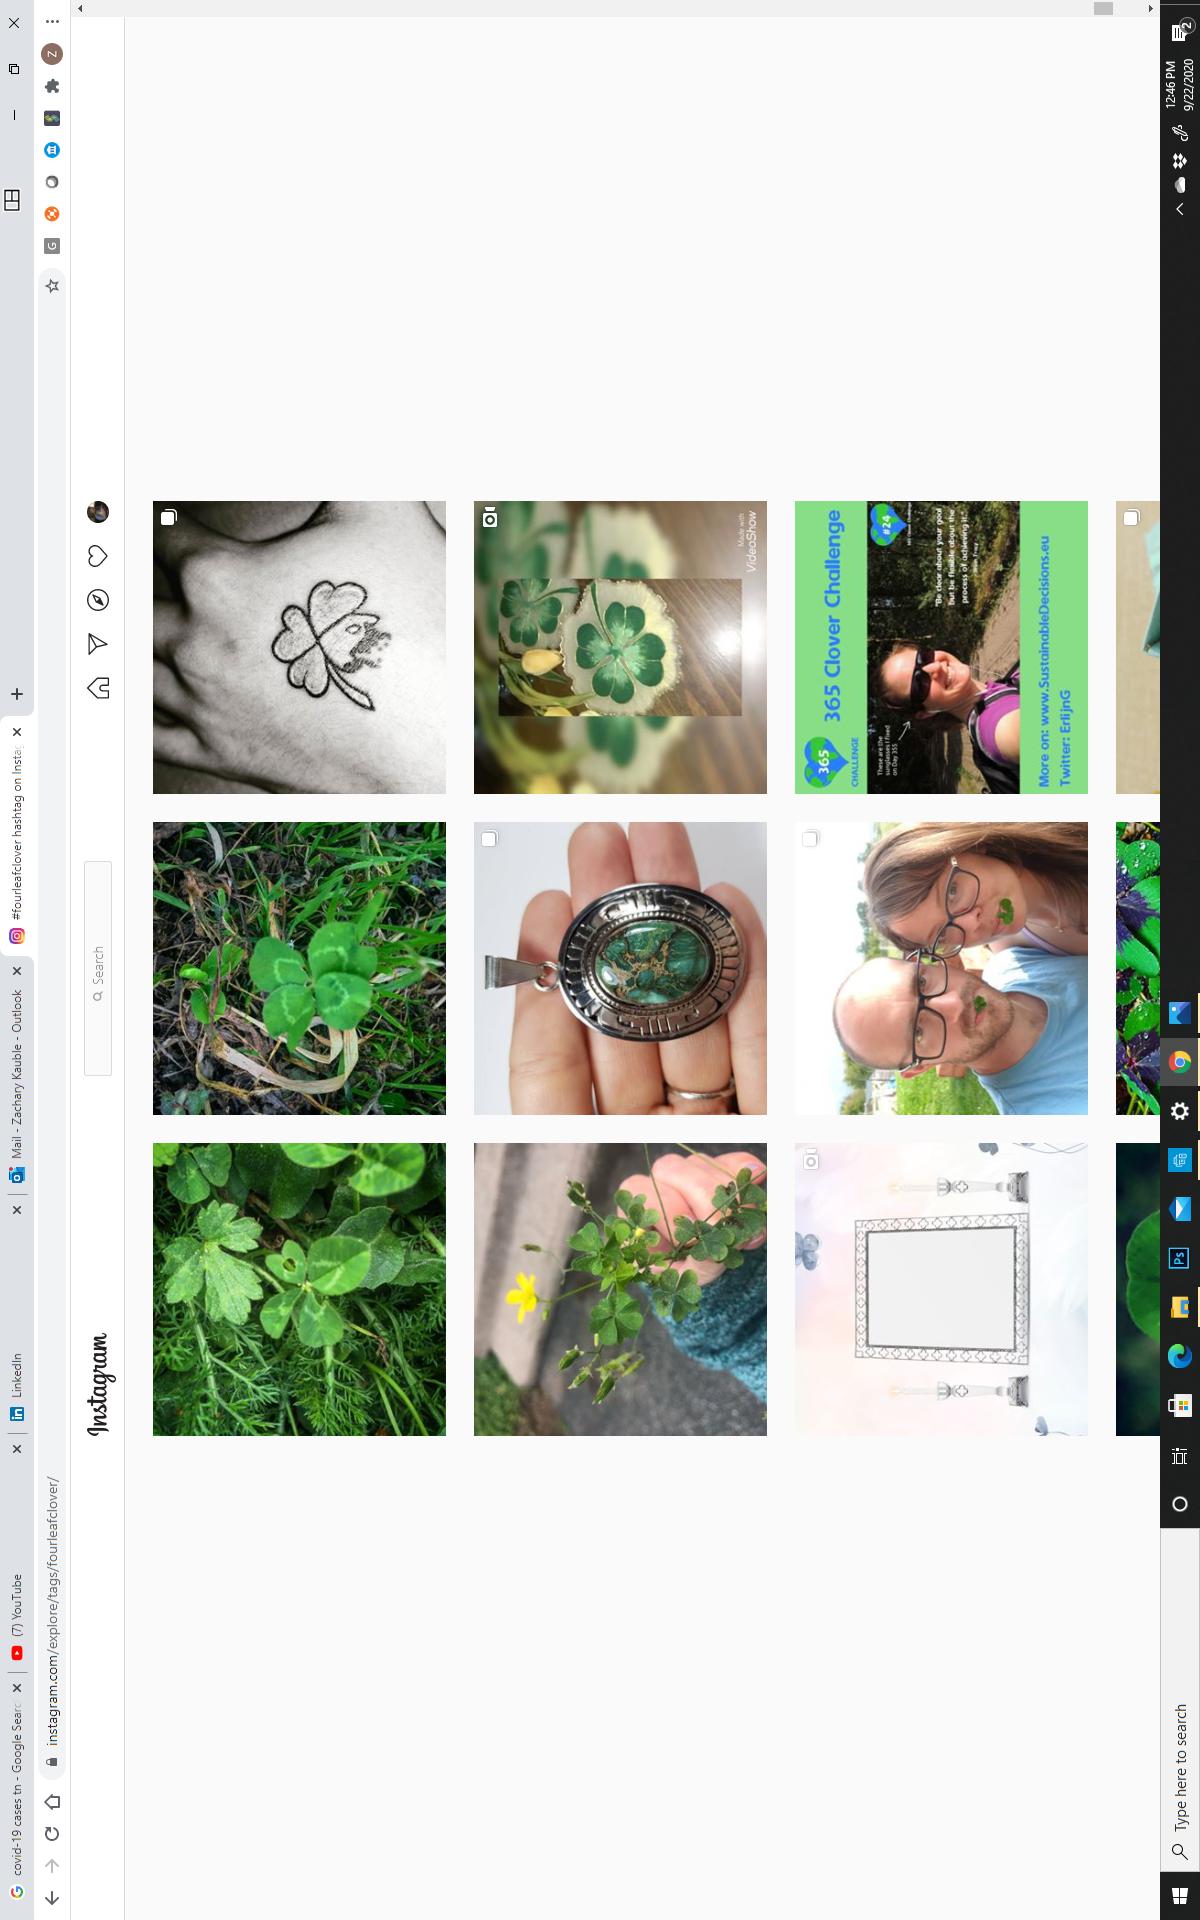 covid-19 cases tn - Google Searc
(7) YouTube
LinkedIn
Mail - Zachary Kauble - Outlook
#fourleafclover hashtag on Insta
instagram.com/explore/tags/fourleafclover/
G
Z
Instagram
Search
Made with
VideoShow
365
CHALLENGE
365 Clover Challenge
These are the
sunglasses I fixed
on Day 355
#24
"Be clear about your goal
but be flexible about the
process of achieving it"
More on: www.SustainableDecisions.eu
Twitter: ErlijnG
Type here to search
Ps
12:46 PM
9/22/2020
2